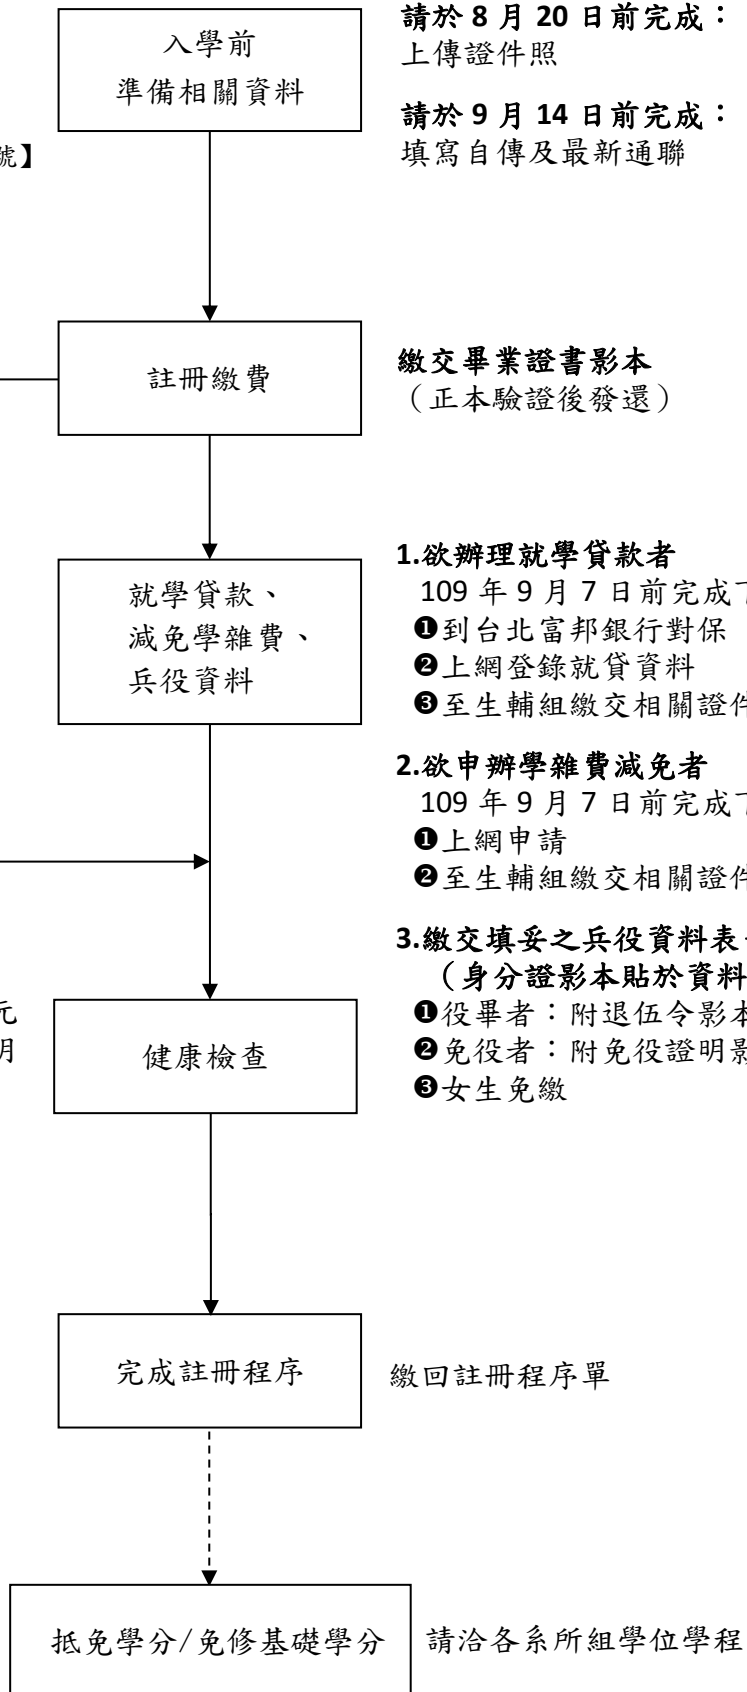 入學前
準備相關資料
請於 8 月 20 日前完成：
上傳證件照
請於 9 月 14 日前完成：
填寫自傳及最新通聯
號】
註冊繳費
繳交畢業證書影本
（正本驗證後發還）
就學貸款、
減免學雜費、
兵役資料
1.欲辦理就學貸款者
109 年 9 月 7 日前完成下
❶到台北富邦銀行對保
❷上網登錄就貸資料
❸至生輔組繳交相關證件
2.欲申辦學雜費減免者
109 年 9 月 7 日前完成下
❶上網申請
❷至生輔組繳交相關證件
3.繳交填妥之兵役資料表
（身分證影本貼於資料
❶役畢者：附退伍令影本
❷免役者：附免役證明影
❸女生免繳
元
明
健康檢查
完成註冊程序
繳回註冊程序單
抵免學分/免修基礎學分
請洽各系所組學位學程